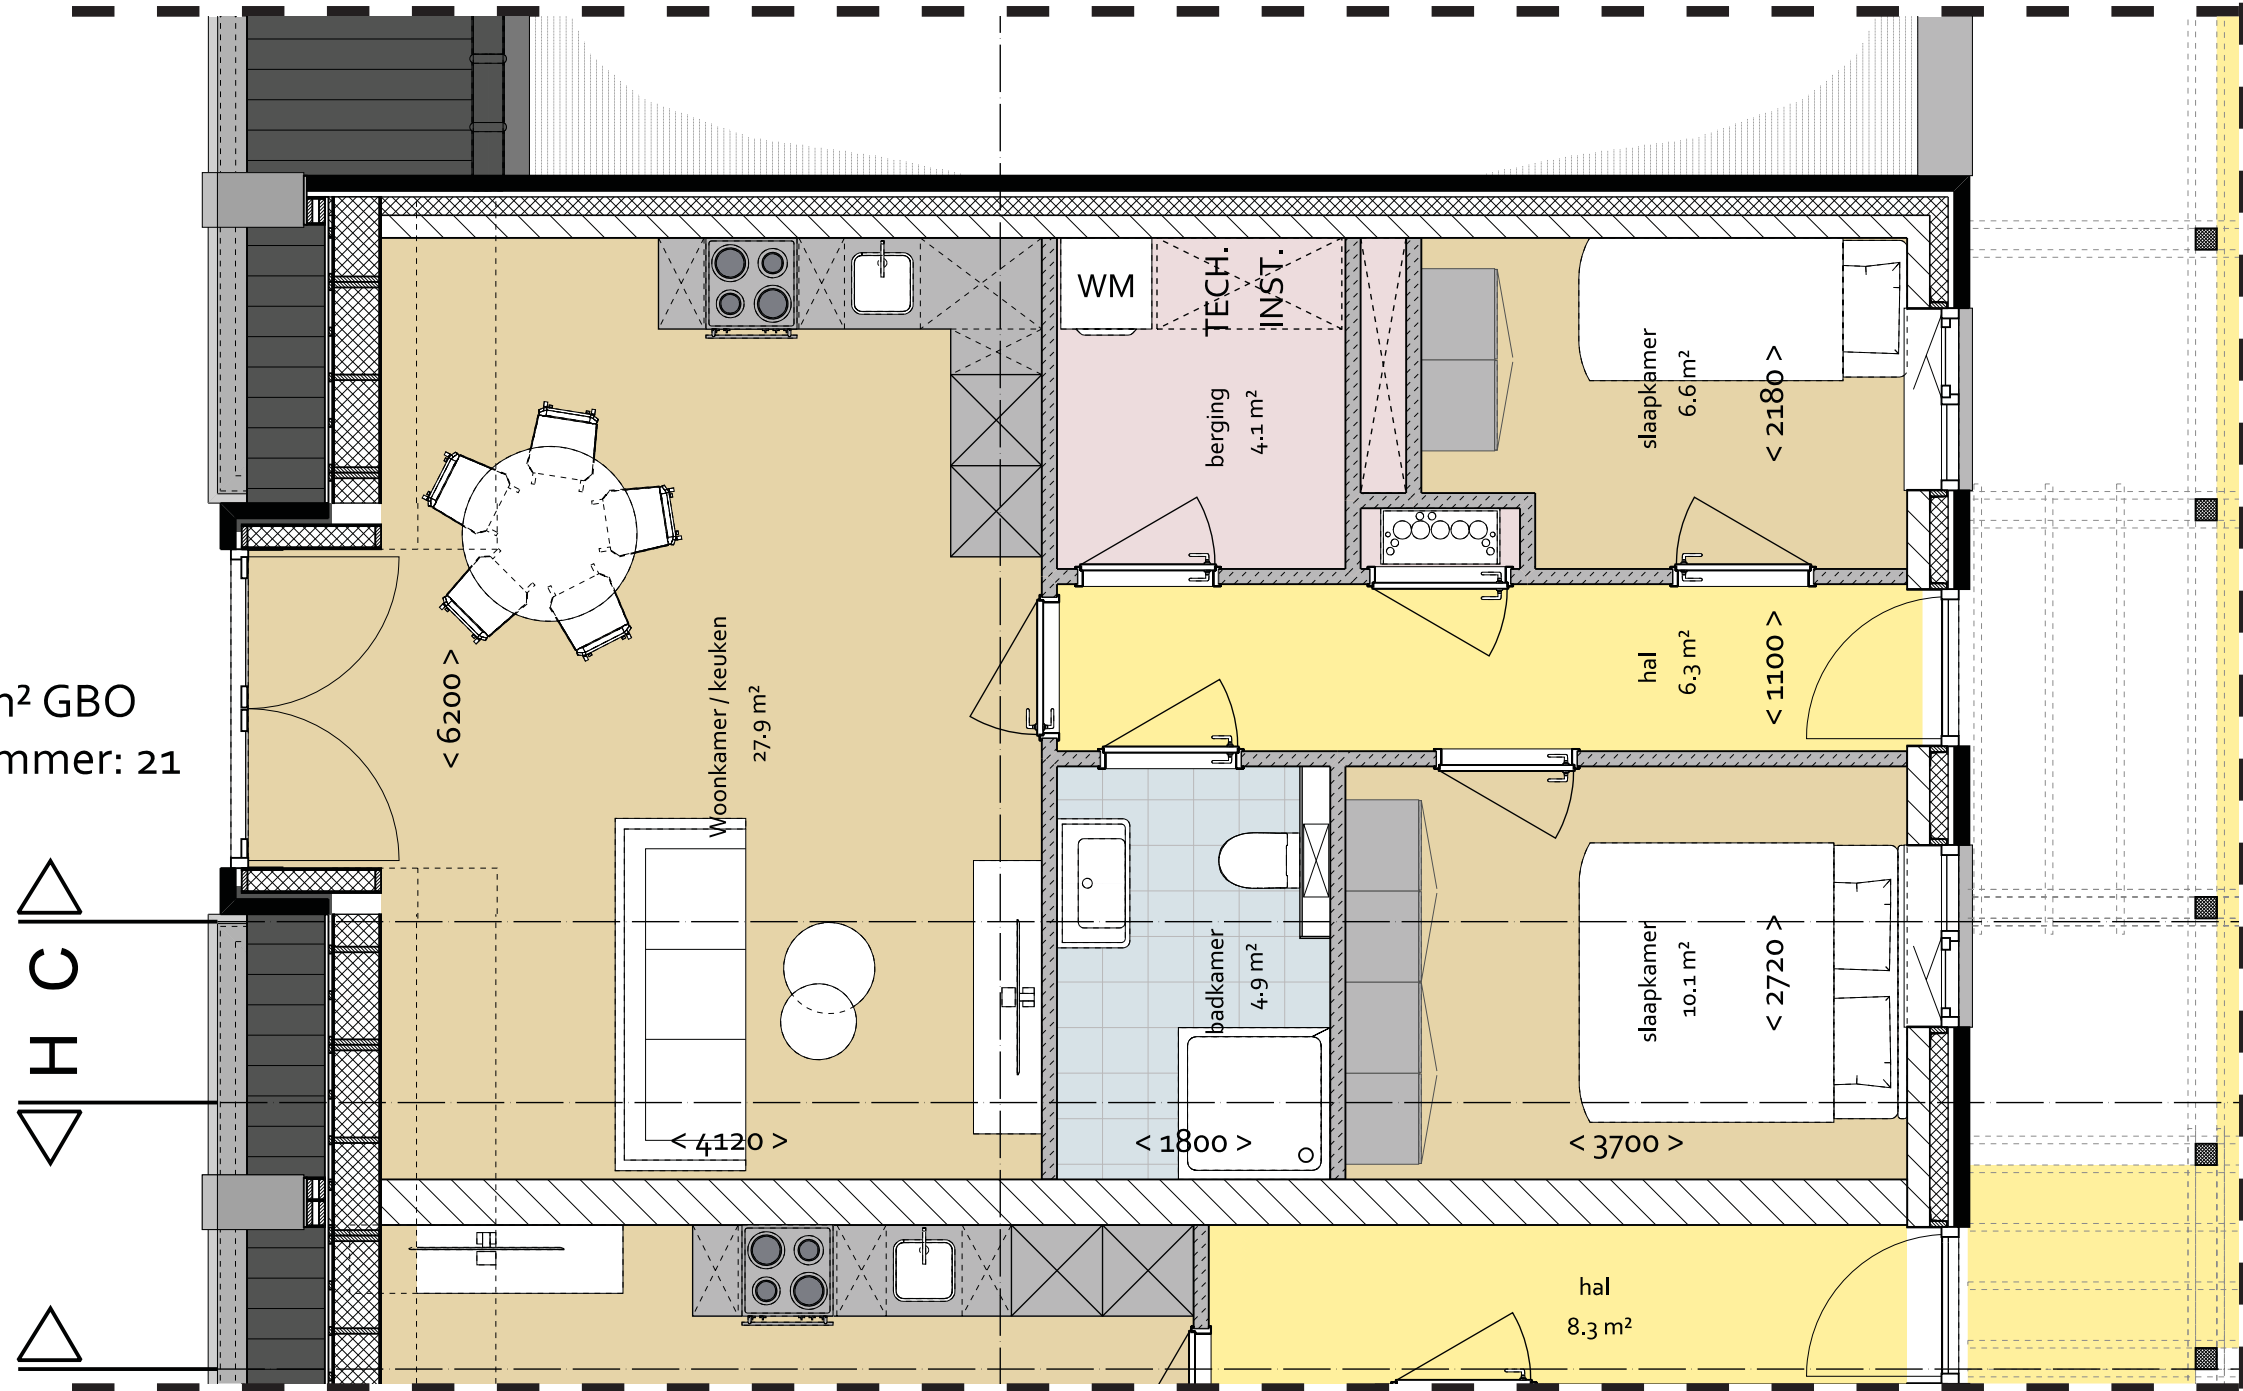 m² GBO
mmer: 21
H C
Woonkamer / keuken
27.9 m²
< 6200 >
< 4120 >
WM
TECH.
INST.
berging
4.1 m²
slaapkamer
6.6 m²
< 2180 >
hal
6.3 m²
< 1100 >
badkamer
4.9 m²
< 1800 >
slaapkamer
10.1 m²
< 2720 >
< 3700 >
hal
8.3 m²